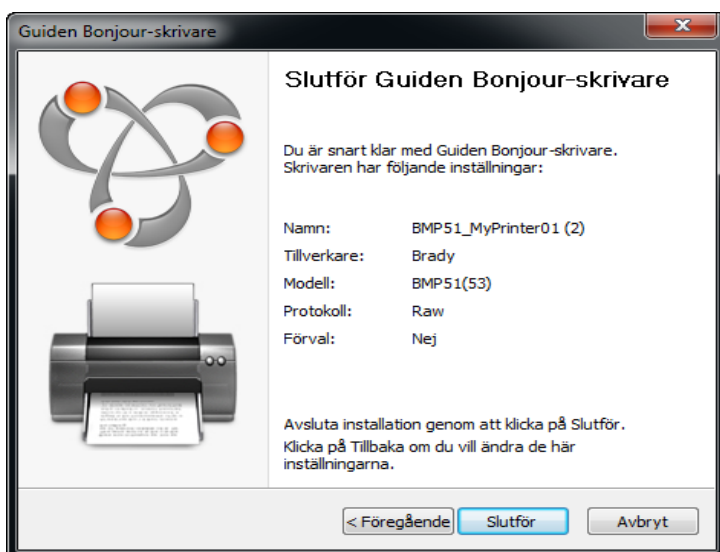 Guiden Bonjour-skrivare
Slutför Guiden Bonjour-skrivare
Du är snart klar med Guiden Bonjour-skrivare.
Skrivaren har följande inställningar:
Namn: BMP51_MyPrinter01 (2)
Tillverkare: Brady
Modell: BMP51(53)
Protokoll: Raw
Förval: Nej
Avsluta installation genom att klicka på Slutför.
Klicka på Tillbaka om du vill ändra de här
inställningarna.
< Föregående Slutför Avbryt